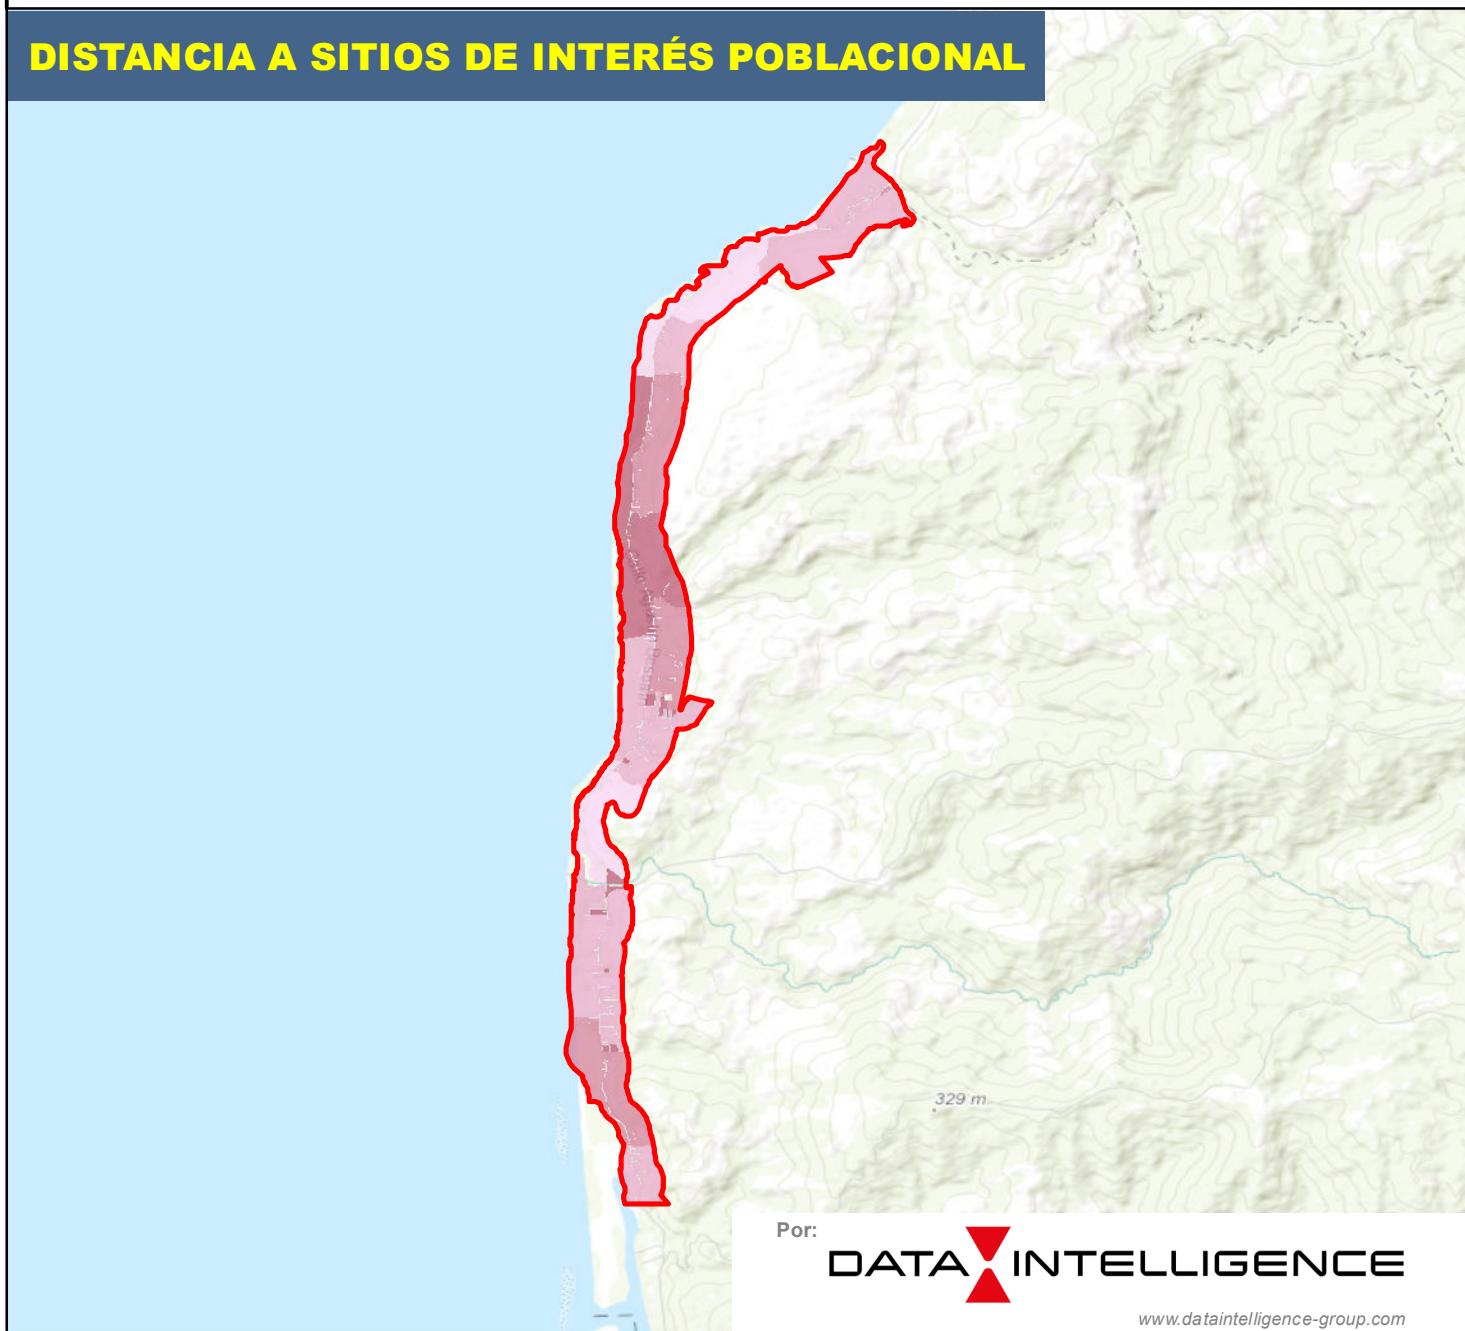 DISTANCIA A SITIOS DE INTERÉS POBLACIONAL
329 m
Por:
DATA INTELLIGENCE
www.dataintelligence-group.com